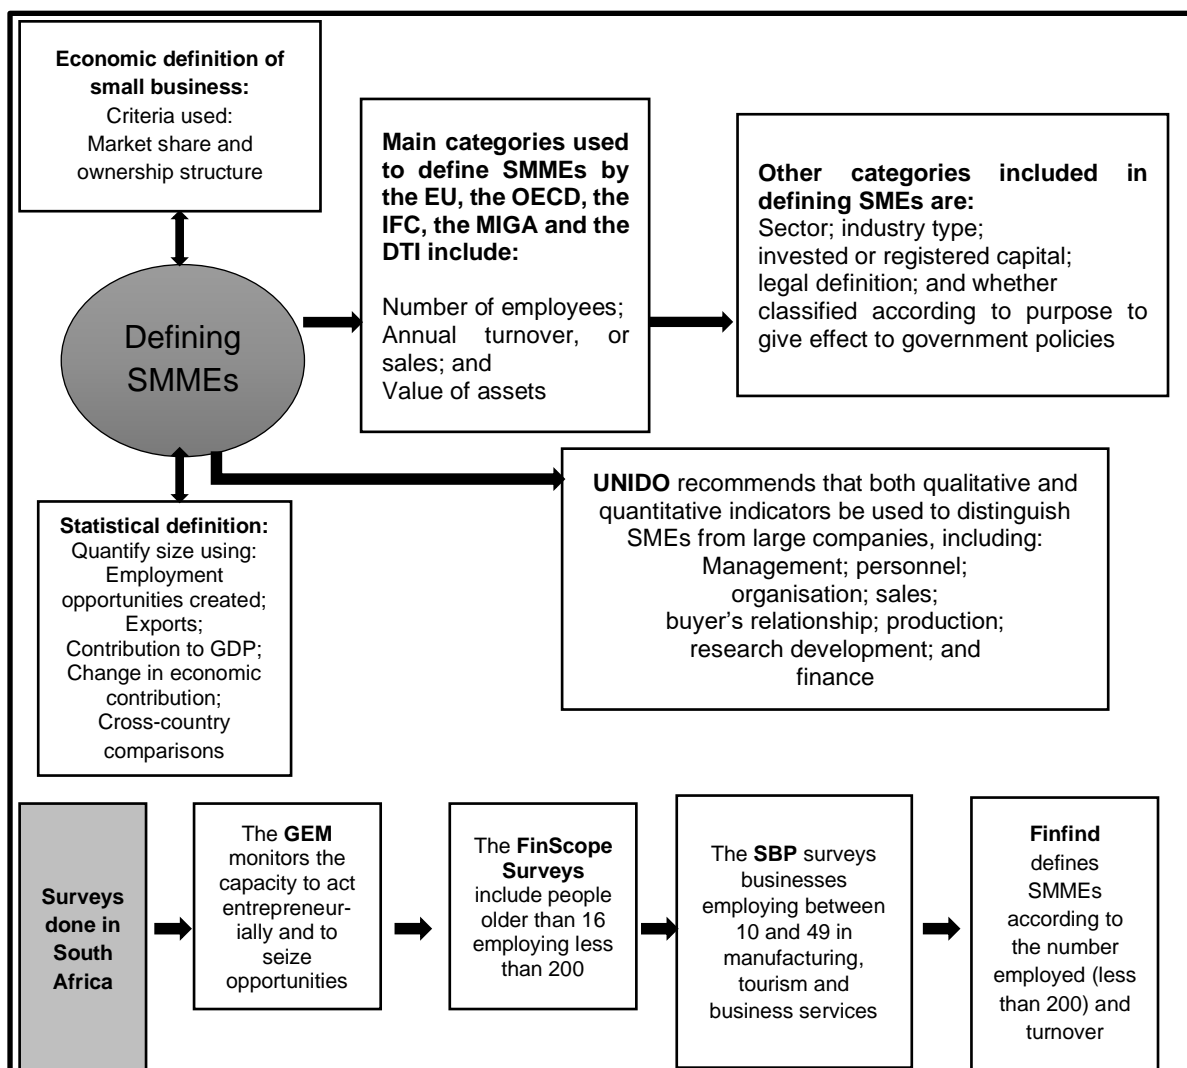 Economic definition of
small business:
Criteria used:
Market share and
ownership structure
Main categories used
to define SMMEs by
the EU, the OECD, the
IFC, the MIGA and the
DTI include:
Number of employees;
Annual turnover, or
sales; and
Value of assets
Other categories included in
defining SMEs are:
Sector; industry type;
invested or registered capital;
legal definition; and whether
classified according to purpose to
give effect to government policies
Defining
SMMEs
UNIDO recommends that both qualitative and
quantitative indicators be used to distinguish
SMEs from large companies, including:
Management; personnel;
organisation; sales;
buyer's relationship; production;
research development; and
finance
Statistical definition:
Quantify size using:
Employment
opportunities created;
Exports;
Contribution to GDP;
Change in economic
contribution;
Cross-country
comparisons
Surveys
done in
South
Africa
The GEM
monitors the
capacity to act
entrepreneur-
ially and to
seize
opportunities
The FinScope
Surveys
include people
older than 16
employing less
than 200
The SBP surveys
businesses
employing between
10 and 49 in
manufacturing,
tourism and
business services
Finfind
defines
SMMEs
according to
the number
employed (less
than 200) and
turnover